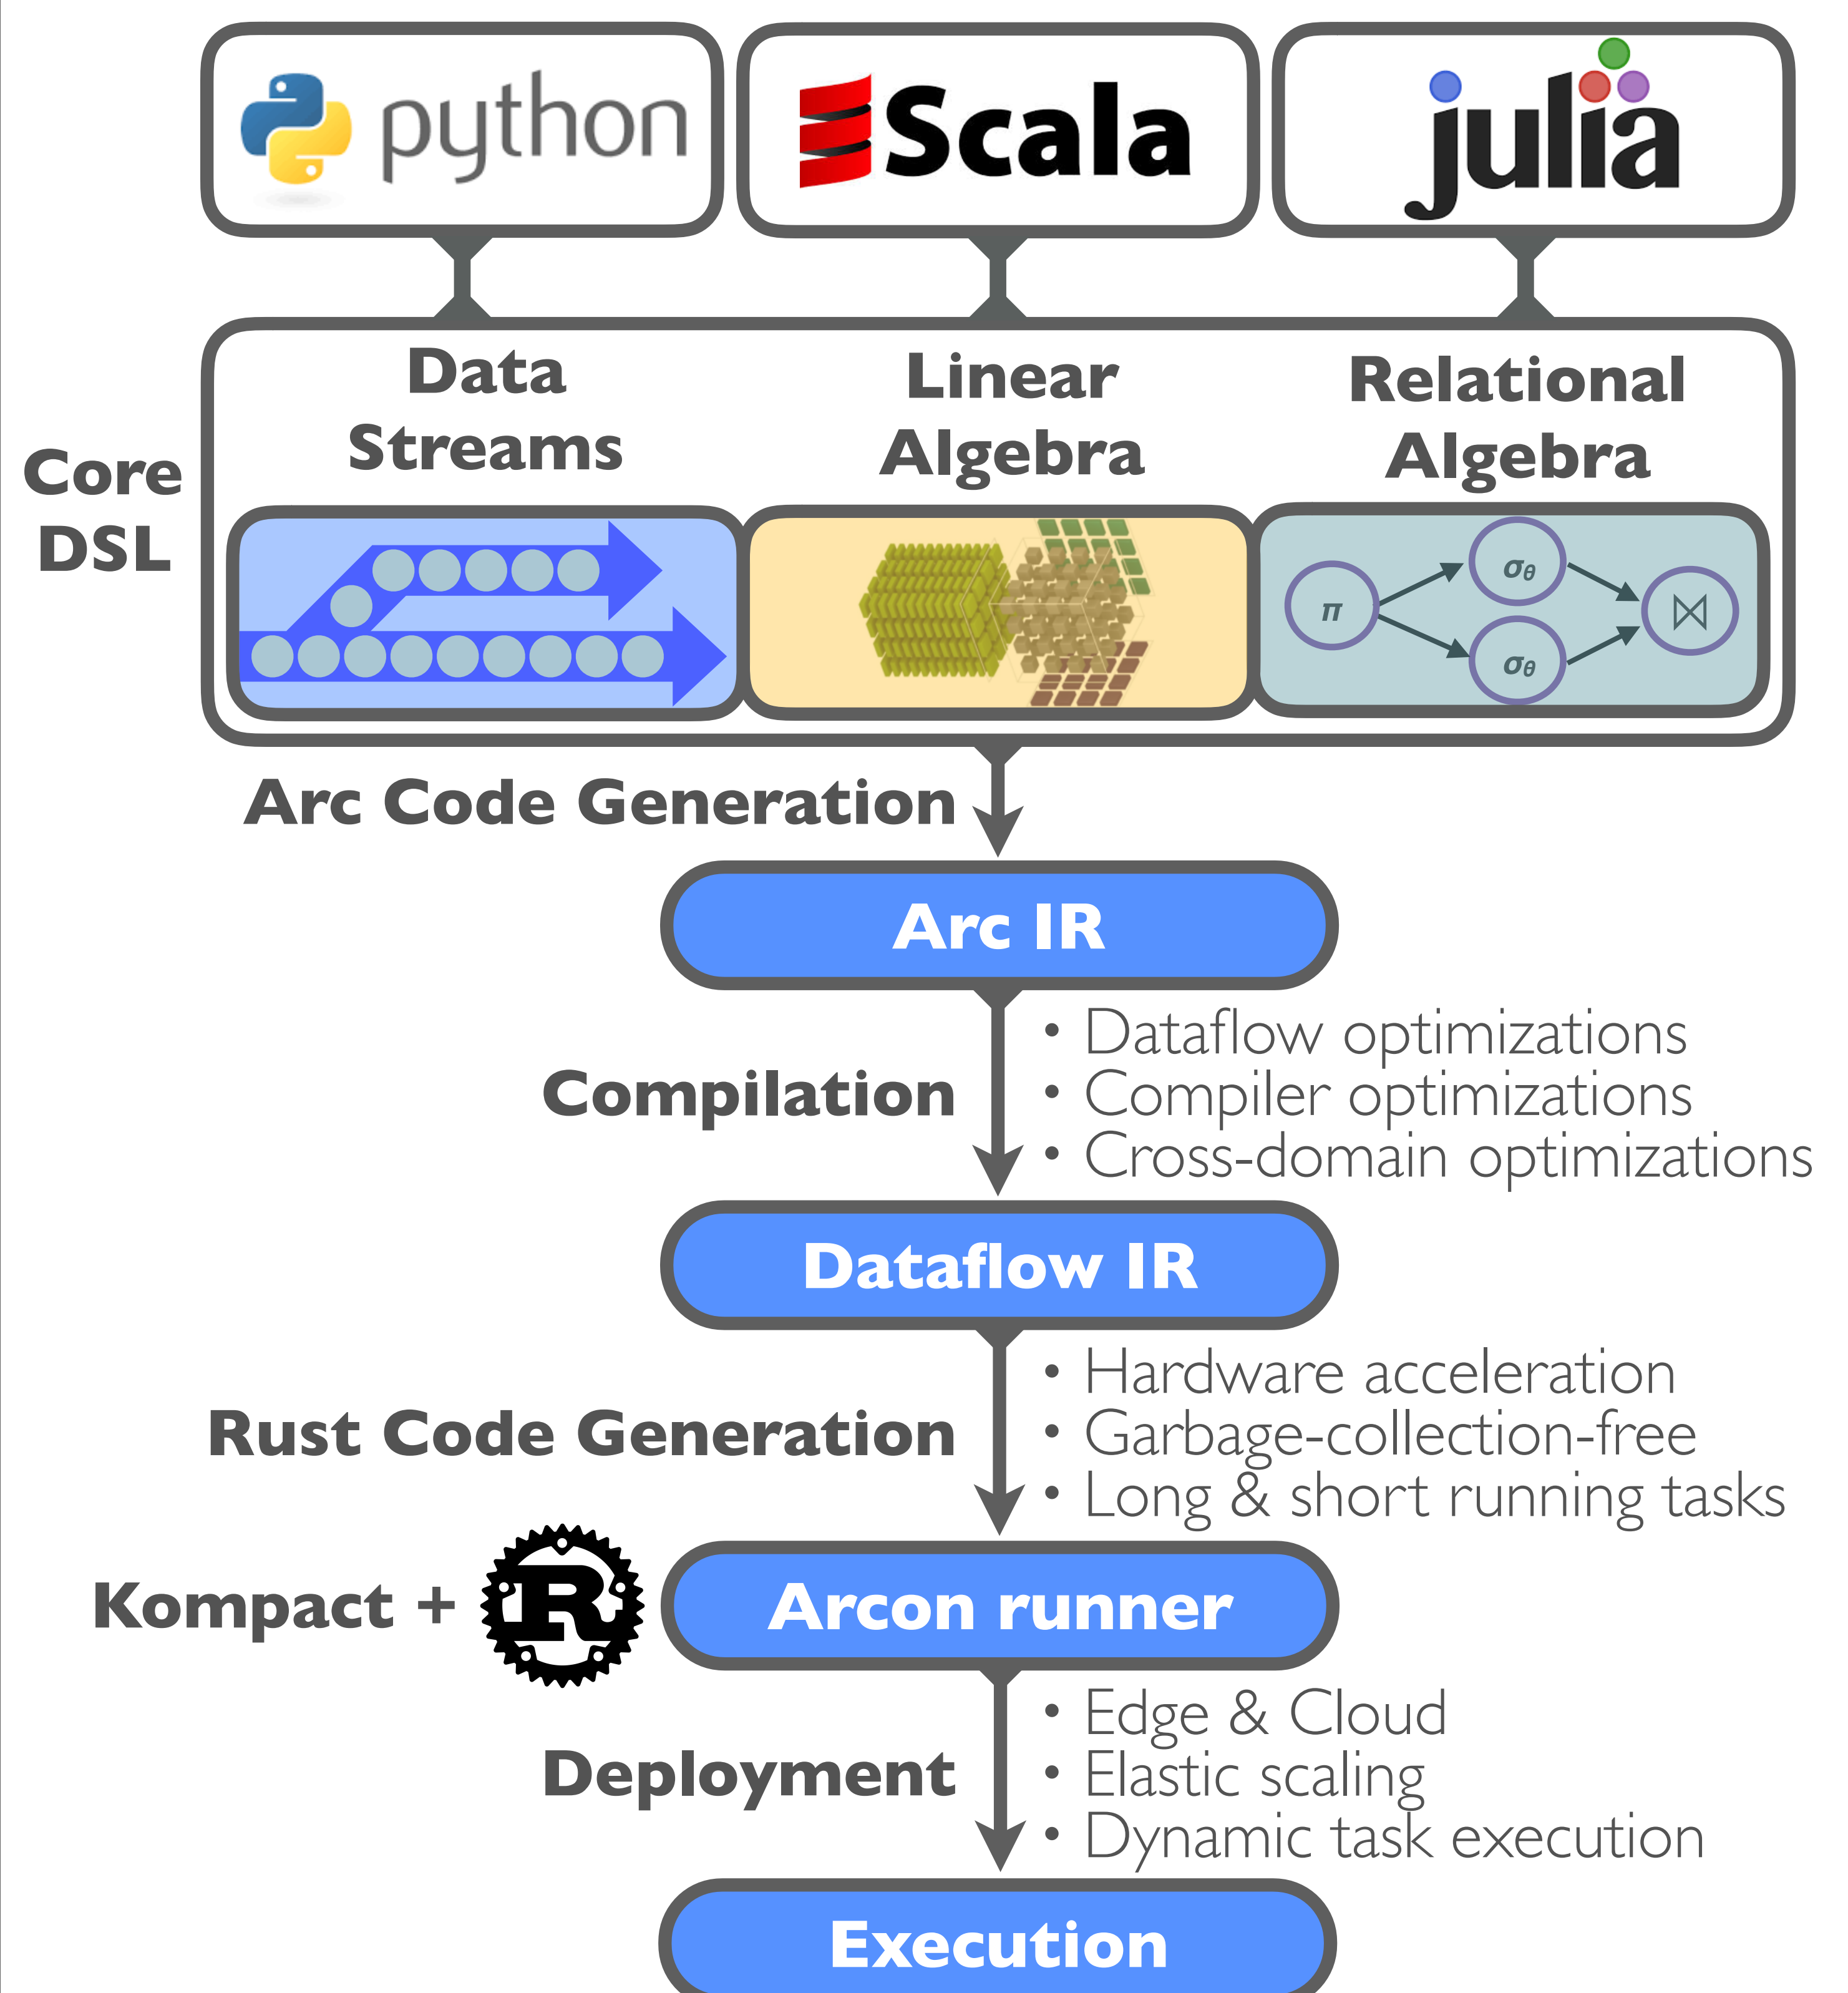 python
Scala
julia
Data
Streams
Linear
Algebra
Relational
Algebra
Core
DSL
π
σθ
σθ
⋈
Arc Code Generation
Arc IR
Compilation
• Dataflow optimizations
• Compiler optimizations
• Cross-domain optimizations
Dataflow IR
Rust Code Generation
• Hardware acceleration
• Garbage-collection-free
• Long & short running tasks
Kompact +
R
Arcon runner
Deployment
• Edge & Cloud
• Elastic scaling
• Dynamic task execution
Execution